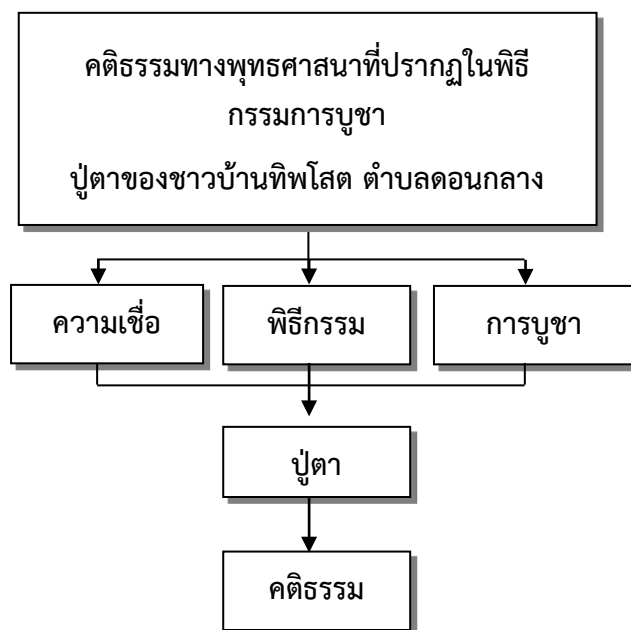 คติธรรมทางพุทธศาสนาที่ปรากฏในพิธี
กรรมการบูชา
ปู่ตาของชาวบ้านทิพโสต ตำบลดอนกลาง
ความเชื่อ
พิธีกรรม
การบูชา
ปู่ตา
คติธรรม